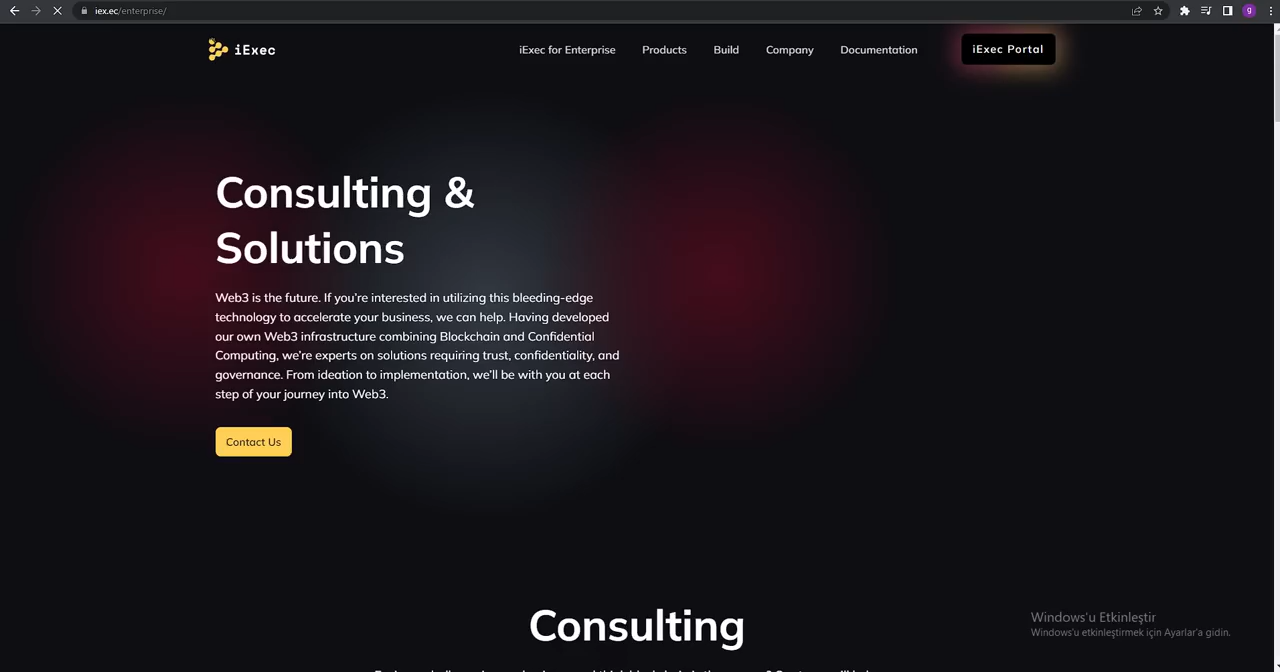 iex.ec/enterprise/
g
iExec
iExec for Enterprise
Products
Build
Company
Documentation
iExec Portal
Consulting &
Solutions
Web3 is the future. If you're interested in utilizing this bleeding-edge
technology to accelerate your business, we can help. Having developed
our own Web3 infrastructure combining Blockchain and Confidential
Computing, we're experts on solutions requiring trust, confidentiality, and
governance. From ideation to implementation, we'll be with you at each
step of your journey into Web3.
Contact Us
Consulting
Windows'u Etkinleştir
Windows'u etkinleştirmek için Ayarlar'a gidin.